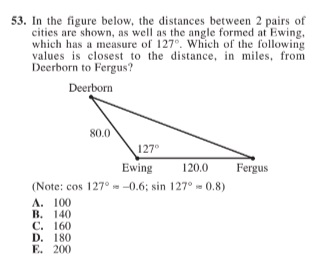 53. In the figure below, the distances between 2 pairs of
cities are shown, as well as the angle formed at Ewing,
which has a measure of 127°. Which of the following
values is closest to the distance, in miles, from
Deerborn to Fergus?
Deerborn
80.0
127°
Ewing 120.0 Fergus
(Note: cos 127° ≈ –0.6; sin 127° ≈ 0.8)
A. 100
B. 140
C. 160
D. 180
E. 200